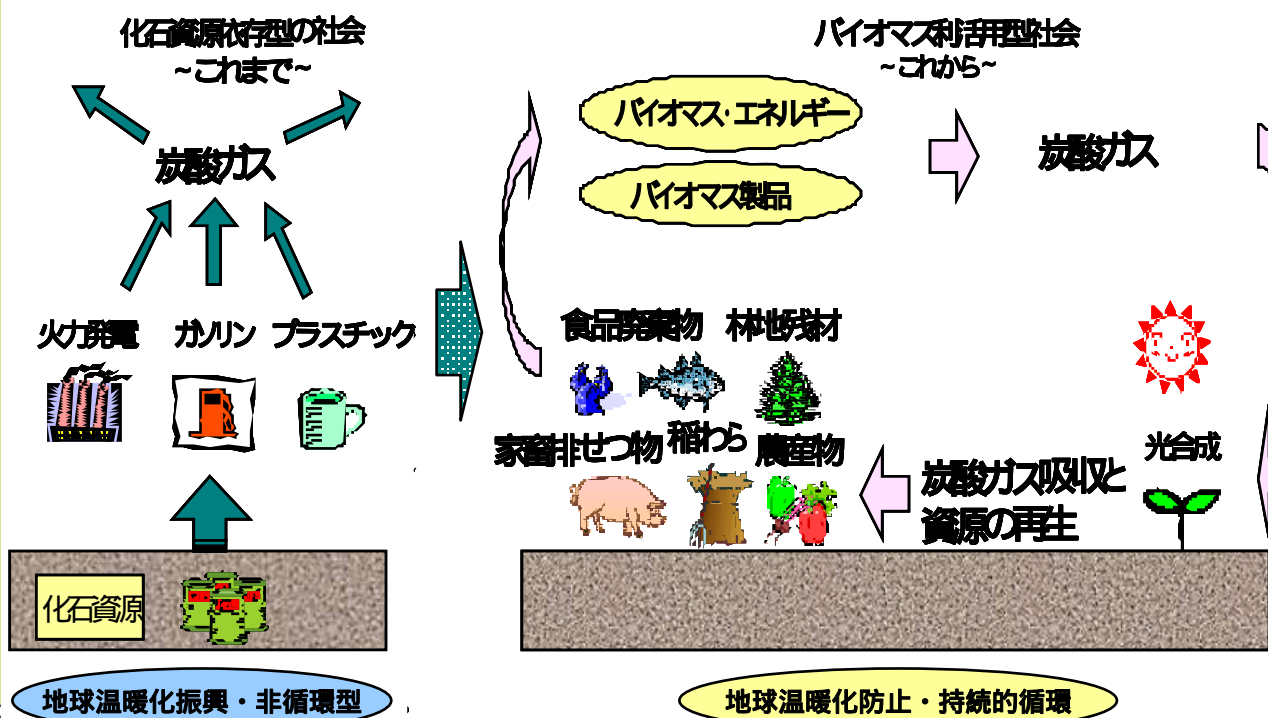 化石資源依存型の社会
~これまで~
炭酸ガス
火力発電 ガソリン プラスチック
化石資源
地球温暖化振興・非循環型
バイオマス利活用型社会
~これから~
バイオマス・エネルギー
バイオマス製品
炭酸ガス
食品廃棄物 林地残材
家畜排せつ物 稲わら 農産物
炭酸ガス吸収と
資源の再生
光合成
地球温暖化防止・持続的循環